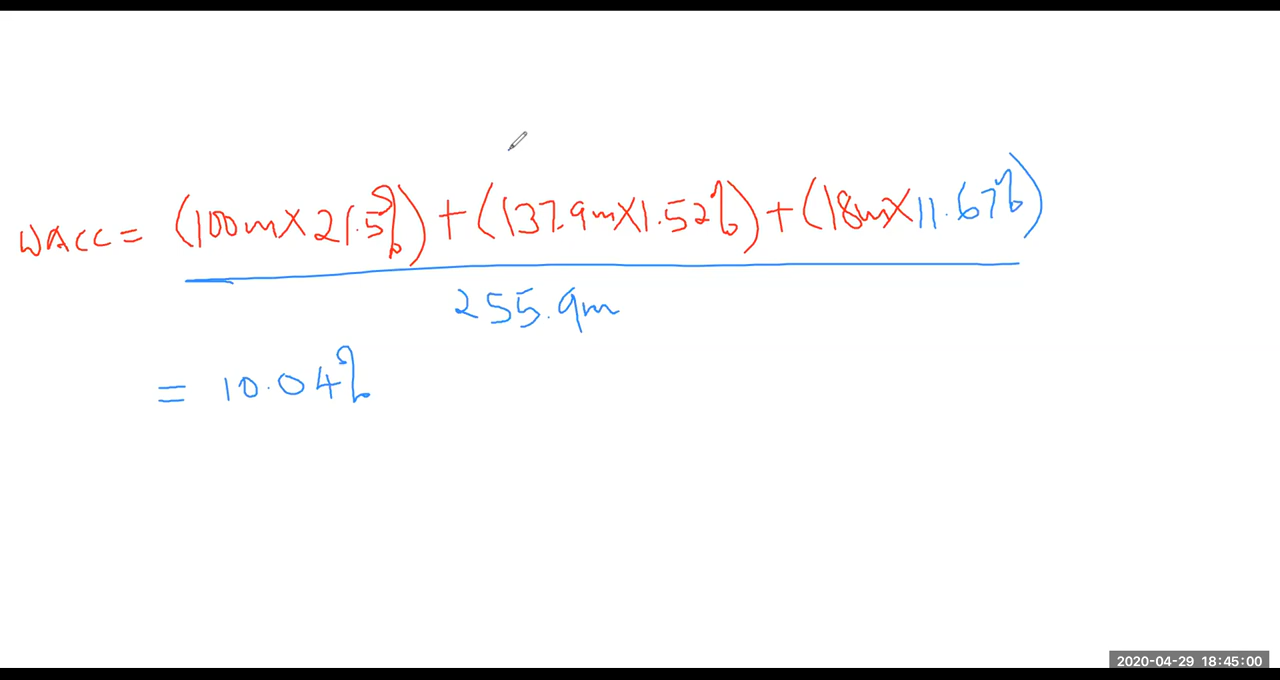 WACC = (100m X 21.5%) + (137.9m X 1.52%) + (18m X 11.67%)
255.9m
= 10.04%
2020-04-29 18:45:00